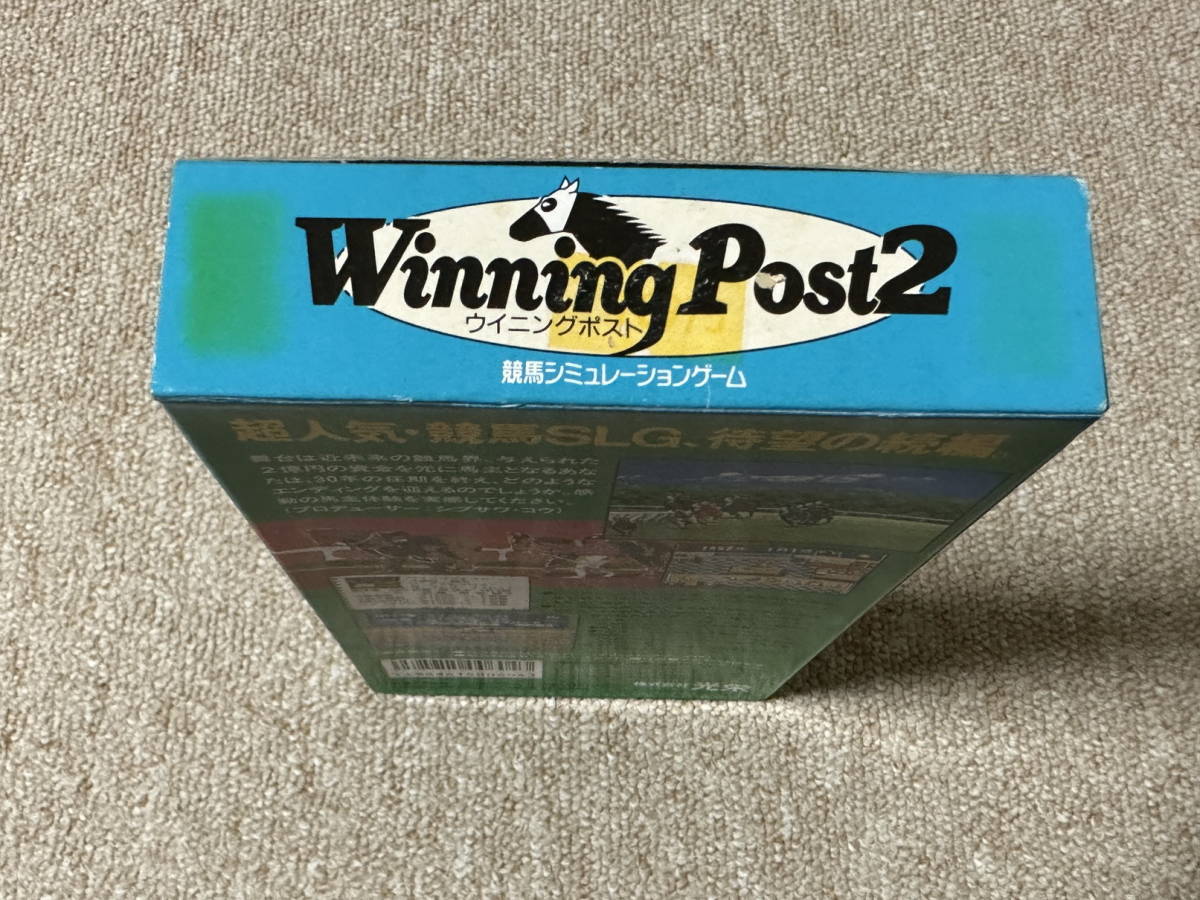 Winning Post2
ウイニングポスト
競馬シミュレーションゲーム
超人気・競馬SLG、待望の続編。
舞台は近未来の競馬界。与えられた
2億円の資金を元に馬主となるあな
たは、30年の任期を終え、どのような
エンディングを迎えるのでしょうか。感
動の馬主体験を実感してください。
(プロデューサー・シブサワ・コウ)
株式会社 光栄